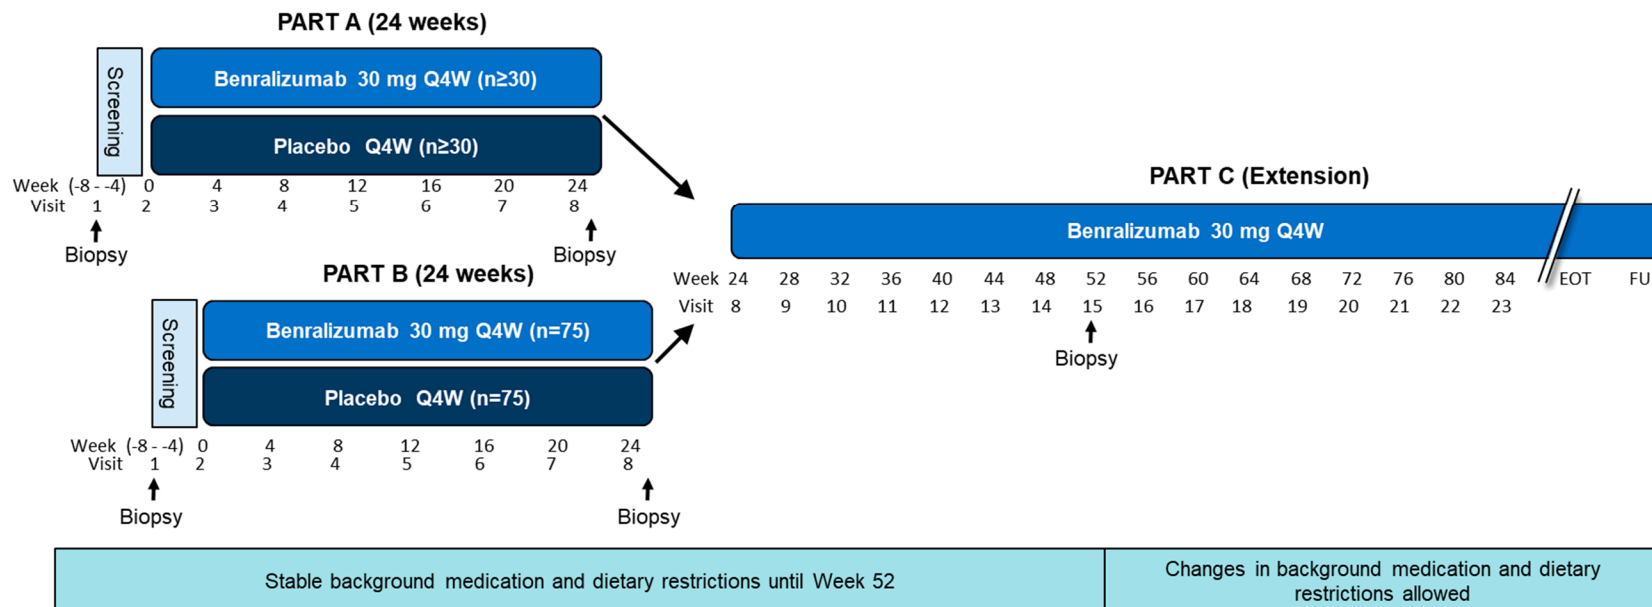 PART A (24 weeks)
Screening
Benralizumab 30 mg Q4W (n≥30)
Placebo Q4W (n≥30)
Week (-8 - -4) 0 4 8 12 16 20 24
Visit 1 2 3 4 5 6 7 8
Biopsy Biopsy
PART B (24 weeks)
Screening
Benralizumab 30 mg Q4W (n=75)
Placebo Q4W (n=75)
Week (-8 - -4) 0 4 8 12 16 20 24
Visit 1 2 3 4 5 6 7 8
Biopsy Biopsy
PART C (Extension)
Benralizumab 30 mg Q4W
Week 24 28 32 36 40 44 48 52 56 60 64 68 72 76 80 84 EOT FU
Visit 8 9 10 11 12 13 14 15 16 17 18 19 20 21 22 23
Biopsy
Stable background medication and dietary restrictions until Week 52
Changes in background medication and dietary
restrictions allowed